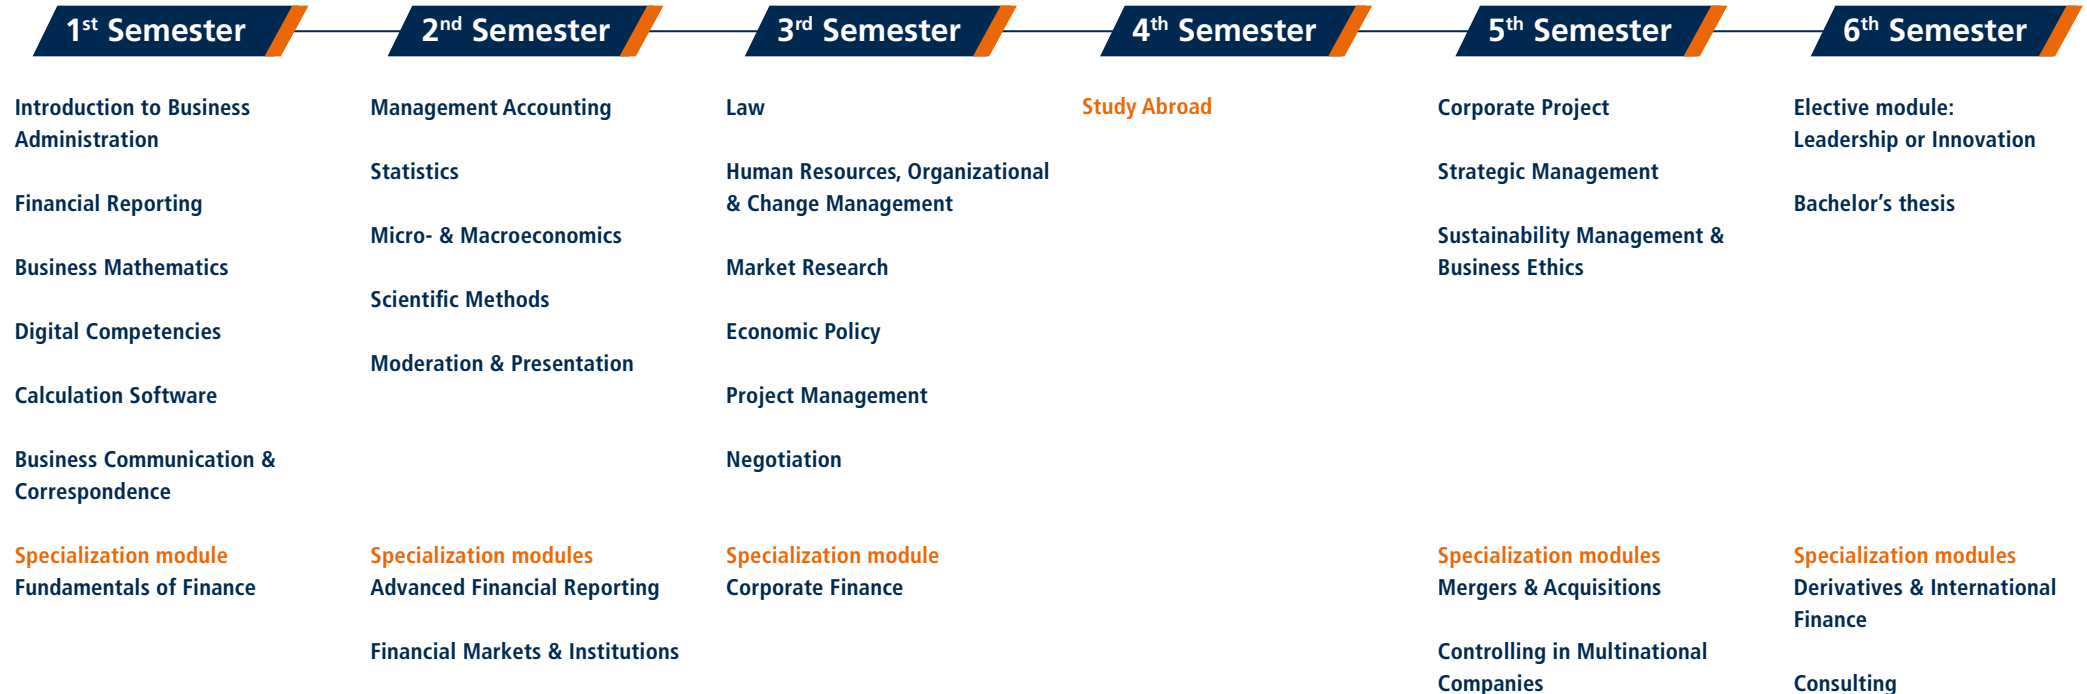 1st Semester
Introduction to Business
Administration
Financial Reporting
Business Mathematics
Digital Competencies
Calculation Software
Business Communication &
Correspondence
Specialization module
Fundamentals of Finance
2nd Semester
Management Accounting
Statistics
Micro- & Macroeconomics
Scientific Methods
Moderation & Presentation
Specialization modules
Advanced Financial Reporting
Financial Markets & Institutions
3rd Semester
Law
Human Resources, Organizational
& Change Management
Market Research
Economic Policy
Project Management
Negotiation
Specialization module
Corporate Finance
4th Semester
Study Abroad
5th Semester
Corporate Project
Strategic Management
Sustainability Management &
Business Ethics
Specialization modules
Mergers & Acquisitions
Controlling in Multinational
Companies
6th Semester
Elective module:
Leadership or Innovation
Bachelor’s thesis
Specialization modules
Derivatives & International
Finance
Consulting